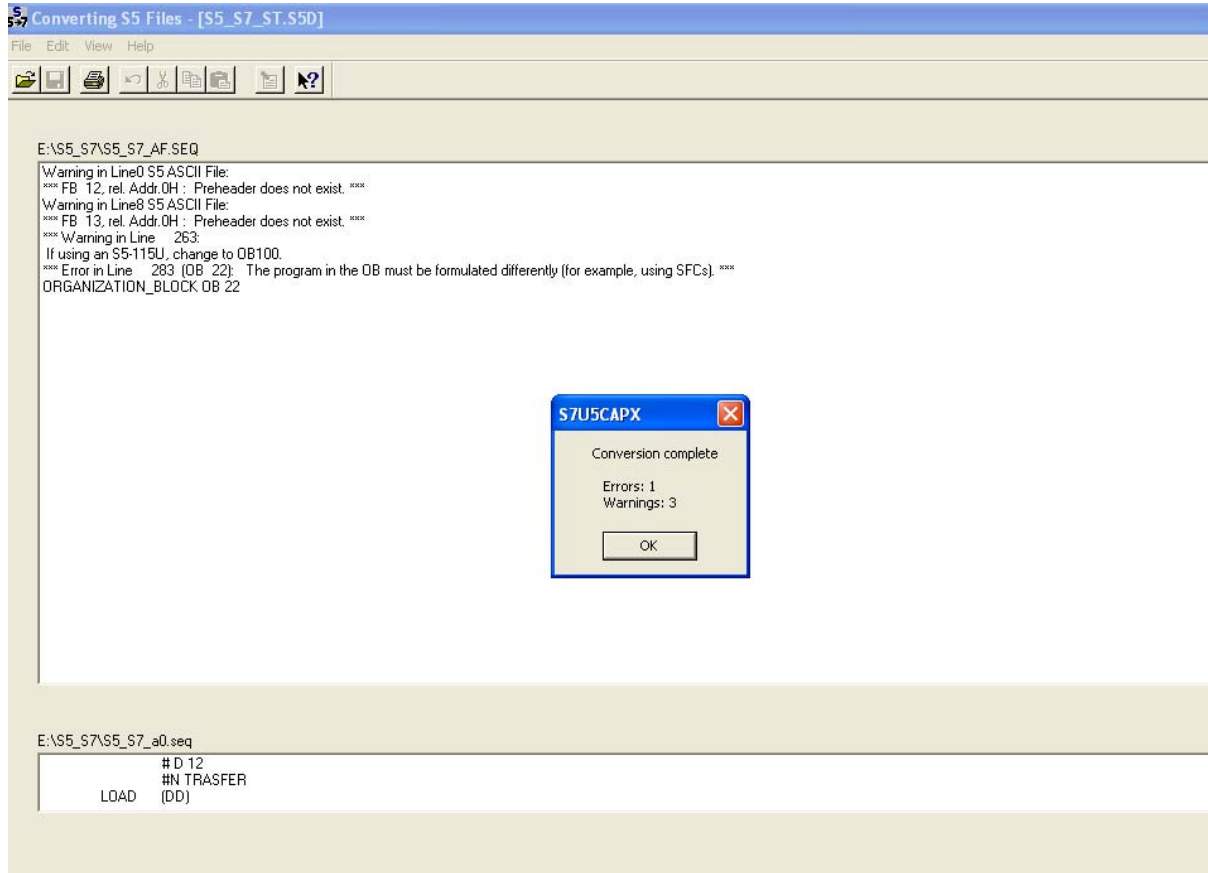 S5→7 Converting S5 Files - [S5_S7_ST.S5D]
File Edit View Help
E:\S5_S7\S5_S7_AF.SEQ
Warning in Line0 S5 ASCII File:
*** FB 12, rel. Addr.0H : Preheader does not exist. ***
Warning in Line8 S5 ASCII File:
*** FB 13, rel. Addr.0H : Preheader does not exist. ***
*** Warning in Line 263:
If using an S5-115U, change to OB100.
*** Error in Line 283 (OB 22): The program in the OB must be formulated differently (for example, using SFCs). ***
ORGANIZATION_BLOCK OB 22
S7U5CAPX
Conversion complete
Errors: 1
Warnings: 3
OK
E:\S5_S7\S5_S7_a0.seq
# D 12
#N TRASFER
LOAD (DD)